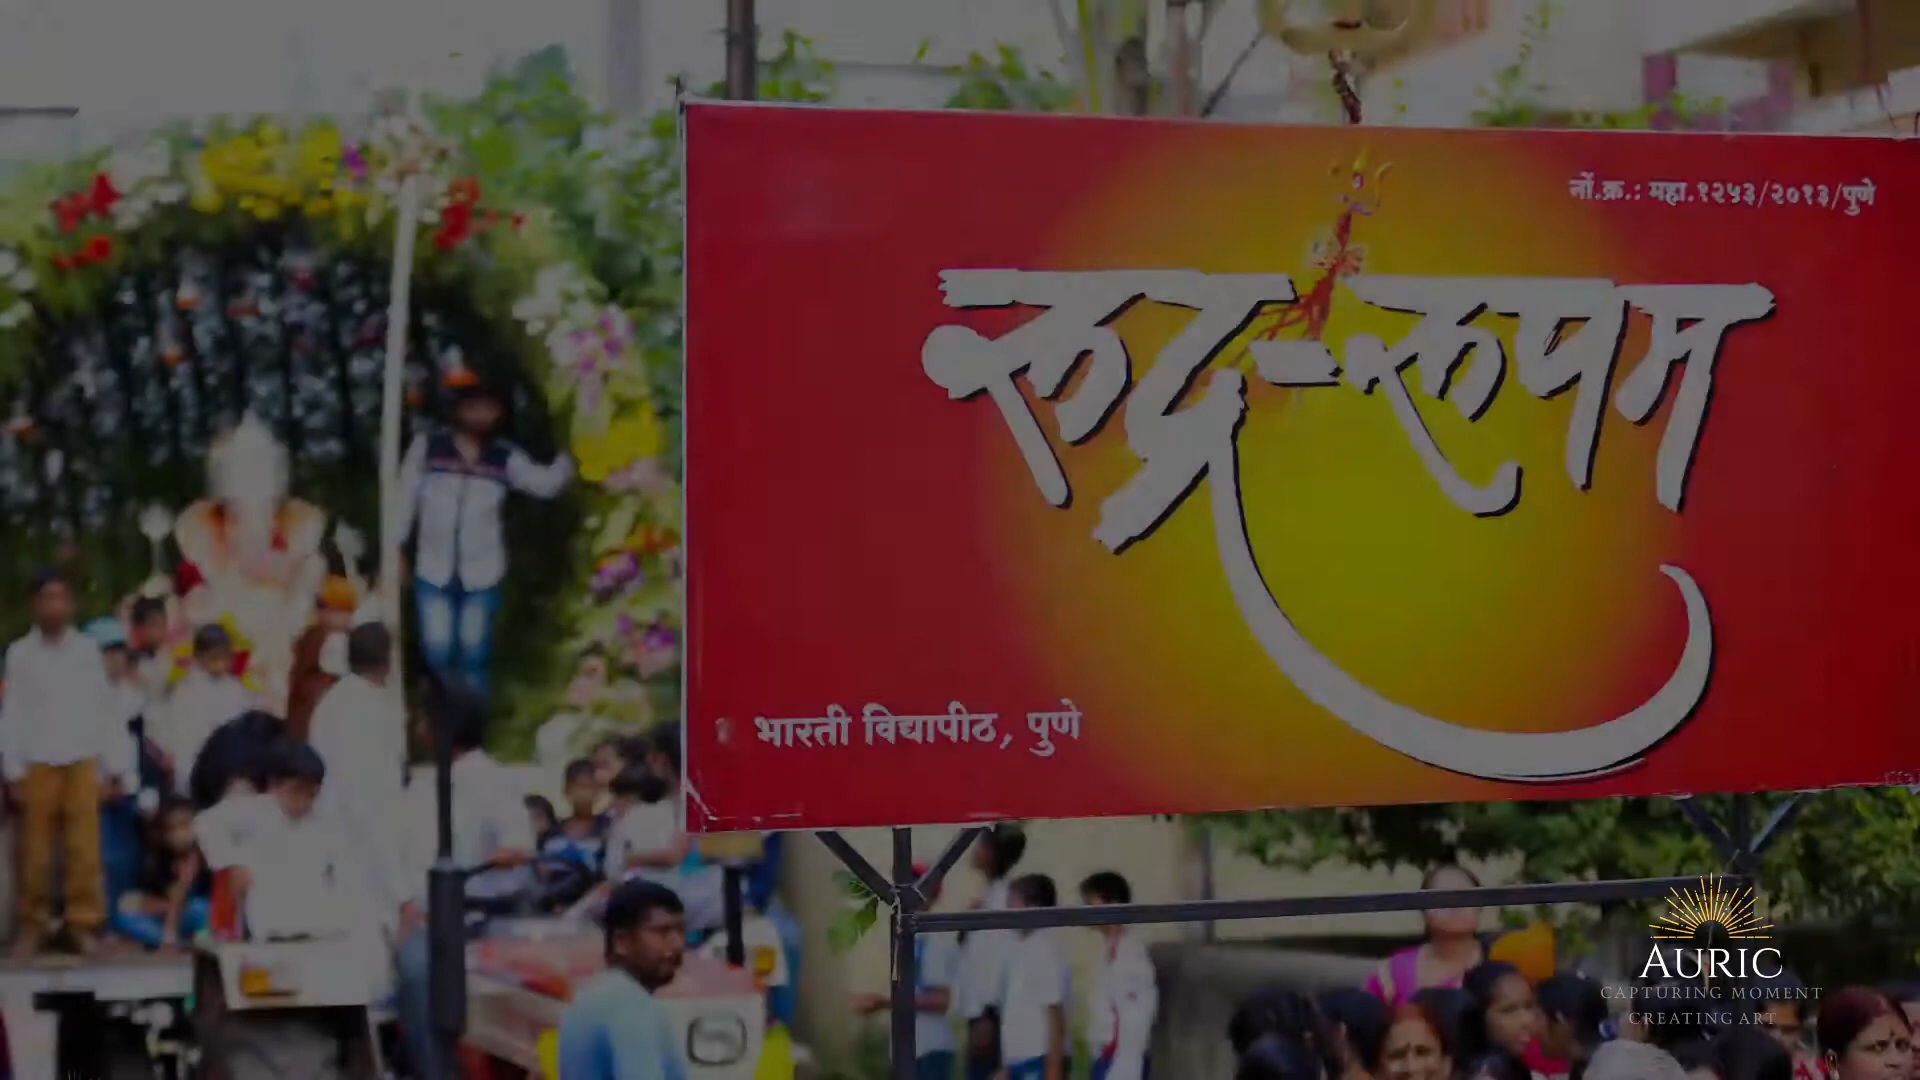 नों.क्र.: महा.१२५३/२०१३/पुणे
रुद्र-रूपम
भारती विद्यापीठ, पुणे
AURIC
CAPTURING MOMENT
CREATING ART